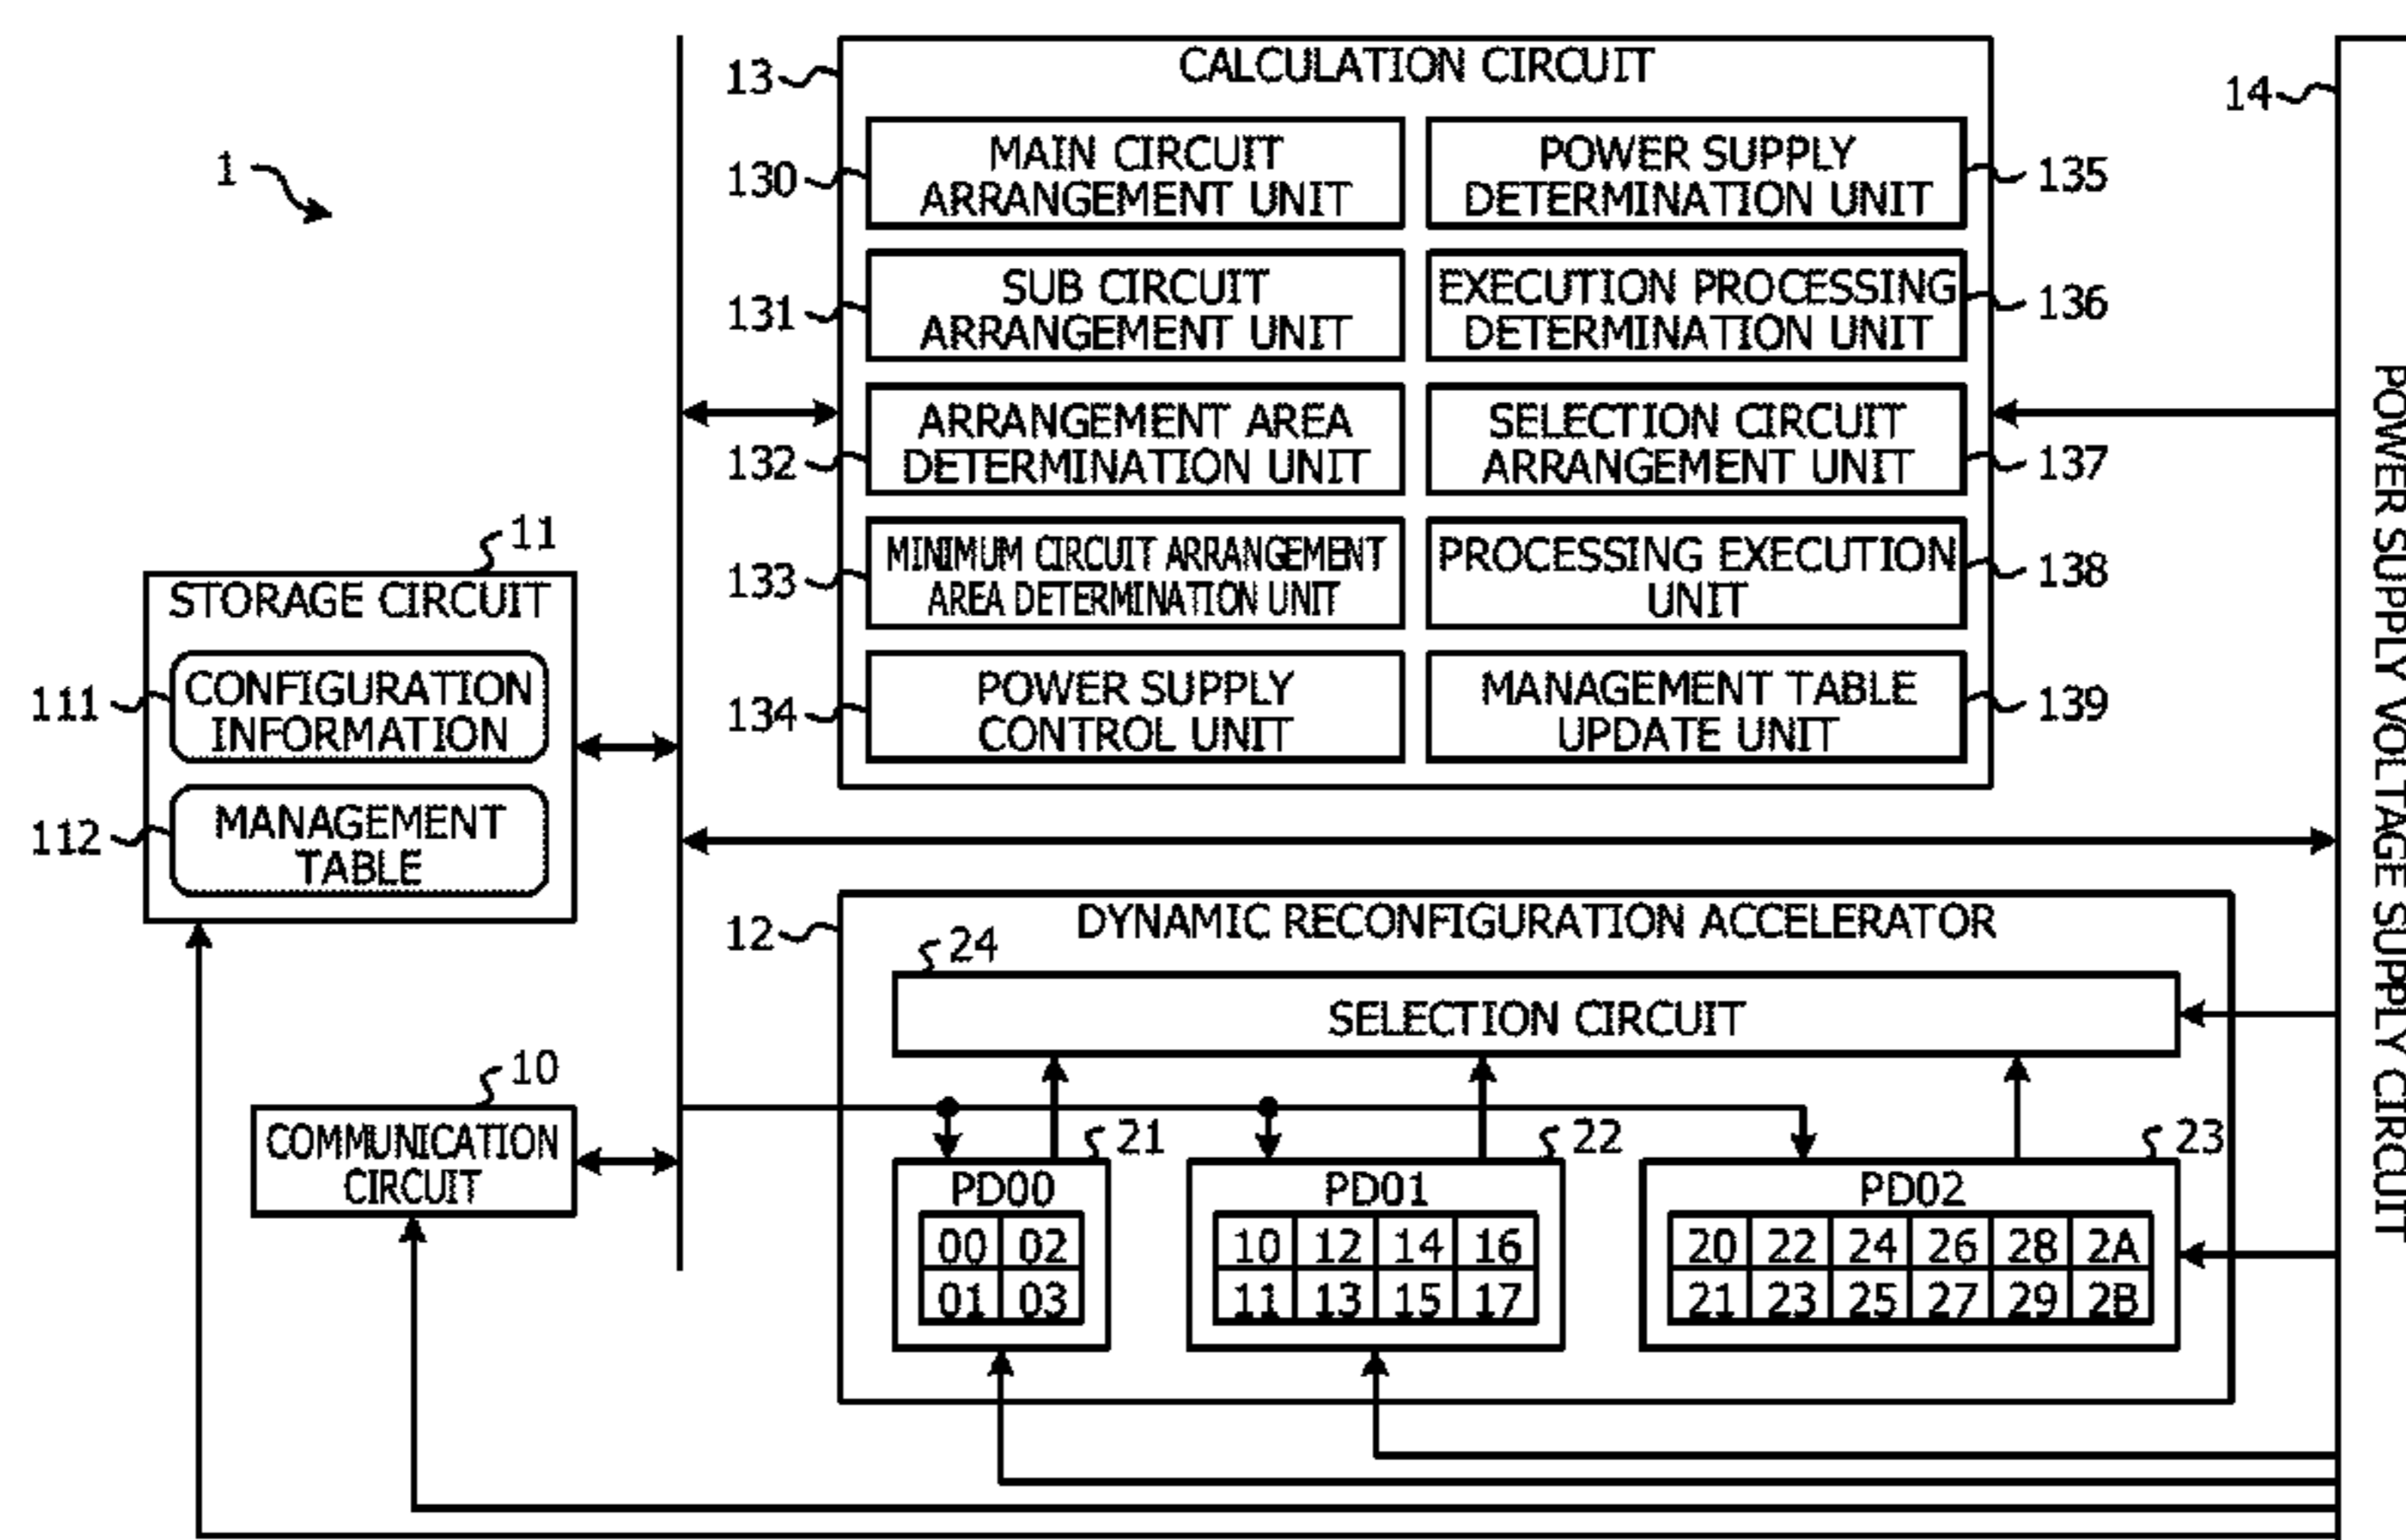 1
13
CALCULATION CIRCUIT
14
130
MAIN CIRCUIT
ARRANGEMENT UNIT
POWER SUPPLY
DETERMINATION UNIT
135
131
SUB CIRCUIT
ARRANGEMENT UNIT
EXECUTION PROCESSING
DETERMINATION UNIT
136
132
ARRANGEMENT AREA
DETERMINATION UNIT
SELECTION CIRCUIT
ARRANGEMENT UNIT
137
133
MINIMUM CIRCUIT ARRANGEMENT
AREA DETERMINATION UNIT
PROCESSING EXECUTION
UNIT
138
134
POWER SUPPLY
CONTROL UNIT
MANAGEMENT TABLE
UPDATE UNIT
139
11
STORAGE CIRCUIT
111
CONFIGURATION
INFORMATION
112
MANAGEMENT
TABLE
POWER SUPPLY VOLTAGE SUPPLY CIRCUIT
12
DYNAMIC RECONFIGURATION ACCELERATOR
24
SELECTION CIRCUIT
10
COMMUNICATION
CIRCUIT
21
PD00
00 02
01 03
22
PD01
10 12 14 16
11 13 15 17
23
PD02
20 22 24 26 28 2A
21 23 25 27 29 2B